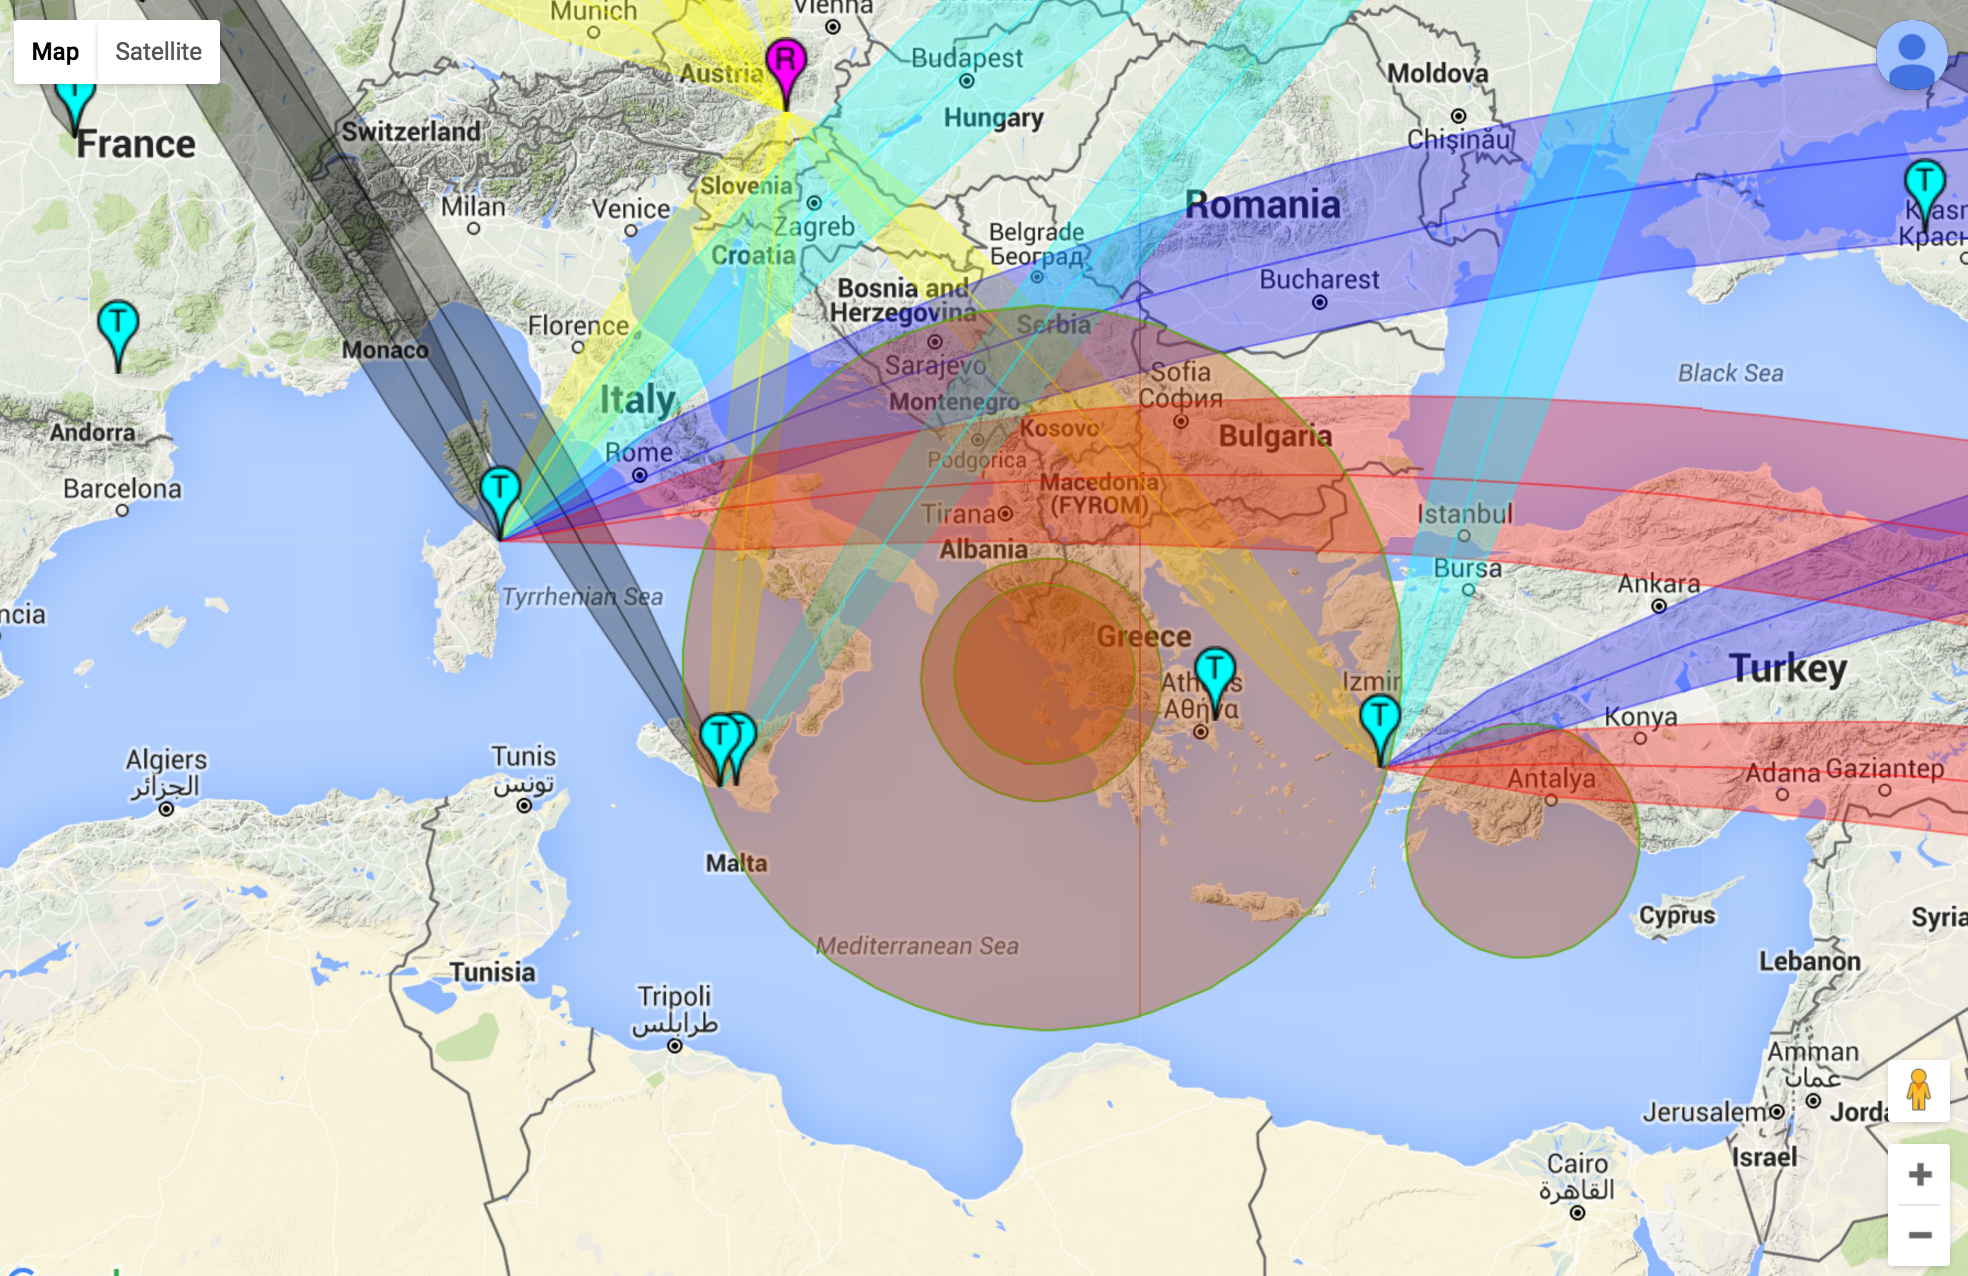 Munich
Vienna
Map
Satellite
R
Austria
Budapest
Moldova
T
Hungary
Switzerland
France
Chişinău
Slovenia
T
Milan
Venice
Romania
Zagreb
Belgrade
Београд
Croatia
Bosnia and
Herzegovina
Bucharest
T
Florence
Serbia
Monaco
Sarajevo
Sofia
София
Black Sea
Italy
Montenegro
Kosovo
Bulgaria
Andorra
Rome
Podgorica
Barcelona
T
Macedonia
(FYROM)
Tirana
Istanbul
Albania
Bursa
Ankara
Tyrrhenian Sea
ncia
Greece
T
Turkey
Izmir
Αθήνα
T
Konya
T
T
Algiers
الجزائر
Tunis
تونس
Antalya
Adana
Gaziantep
Malta
Cyprus
Syria
Mediterranean Sea
Tunisia
Lebanon
Tripoli
طرابلس
Amman
عمان
Jerusalem
Jorda
Israel
Cairo
القاهرة